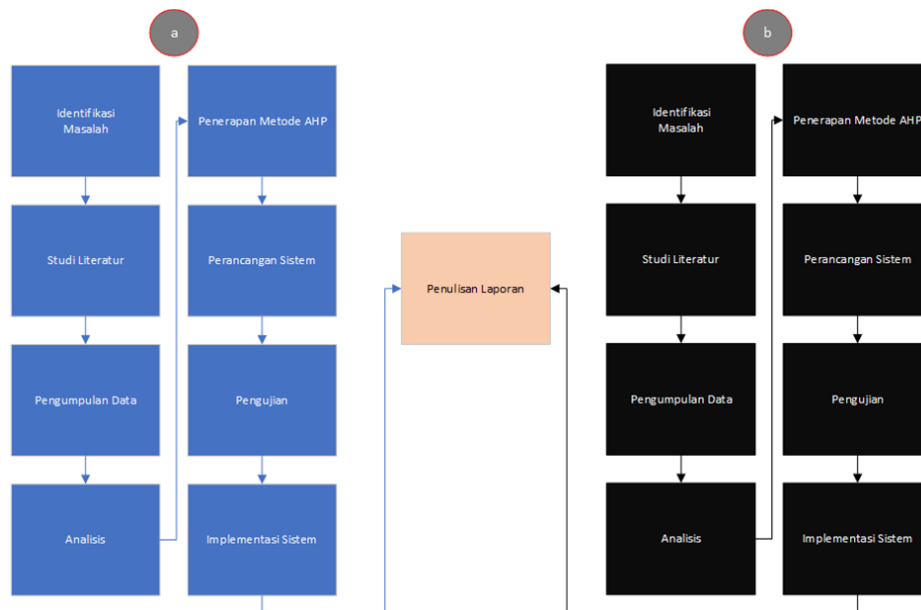 a
Identifikasi
Masalah
Studi Literatur
Pengumpulan Data
Analisis
Penerapan Metode AHP
Perancangan Sistem
Pengujian
Implementasi Sistem
Penulisan Laporan
b
Identifikasi
Masalah
Studi Literatur
Pengumpulan Data
Analisis
Penerapan Metode AHP
Perancangan Sistem
Pengujian
Implementasi Sistem